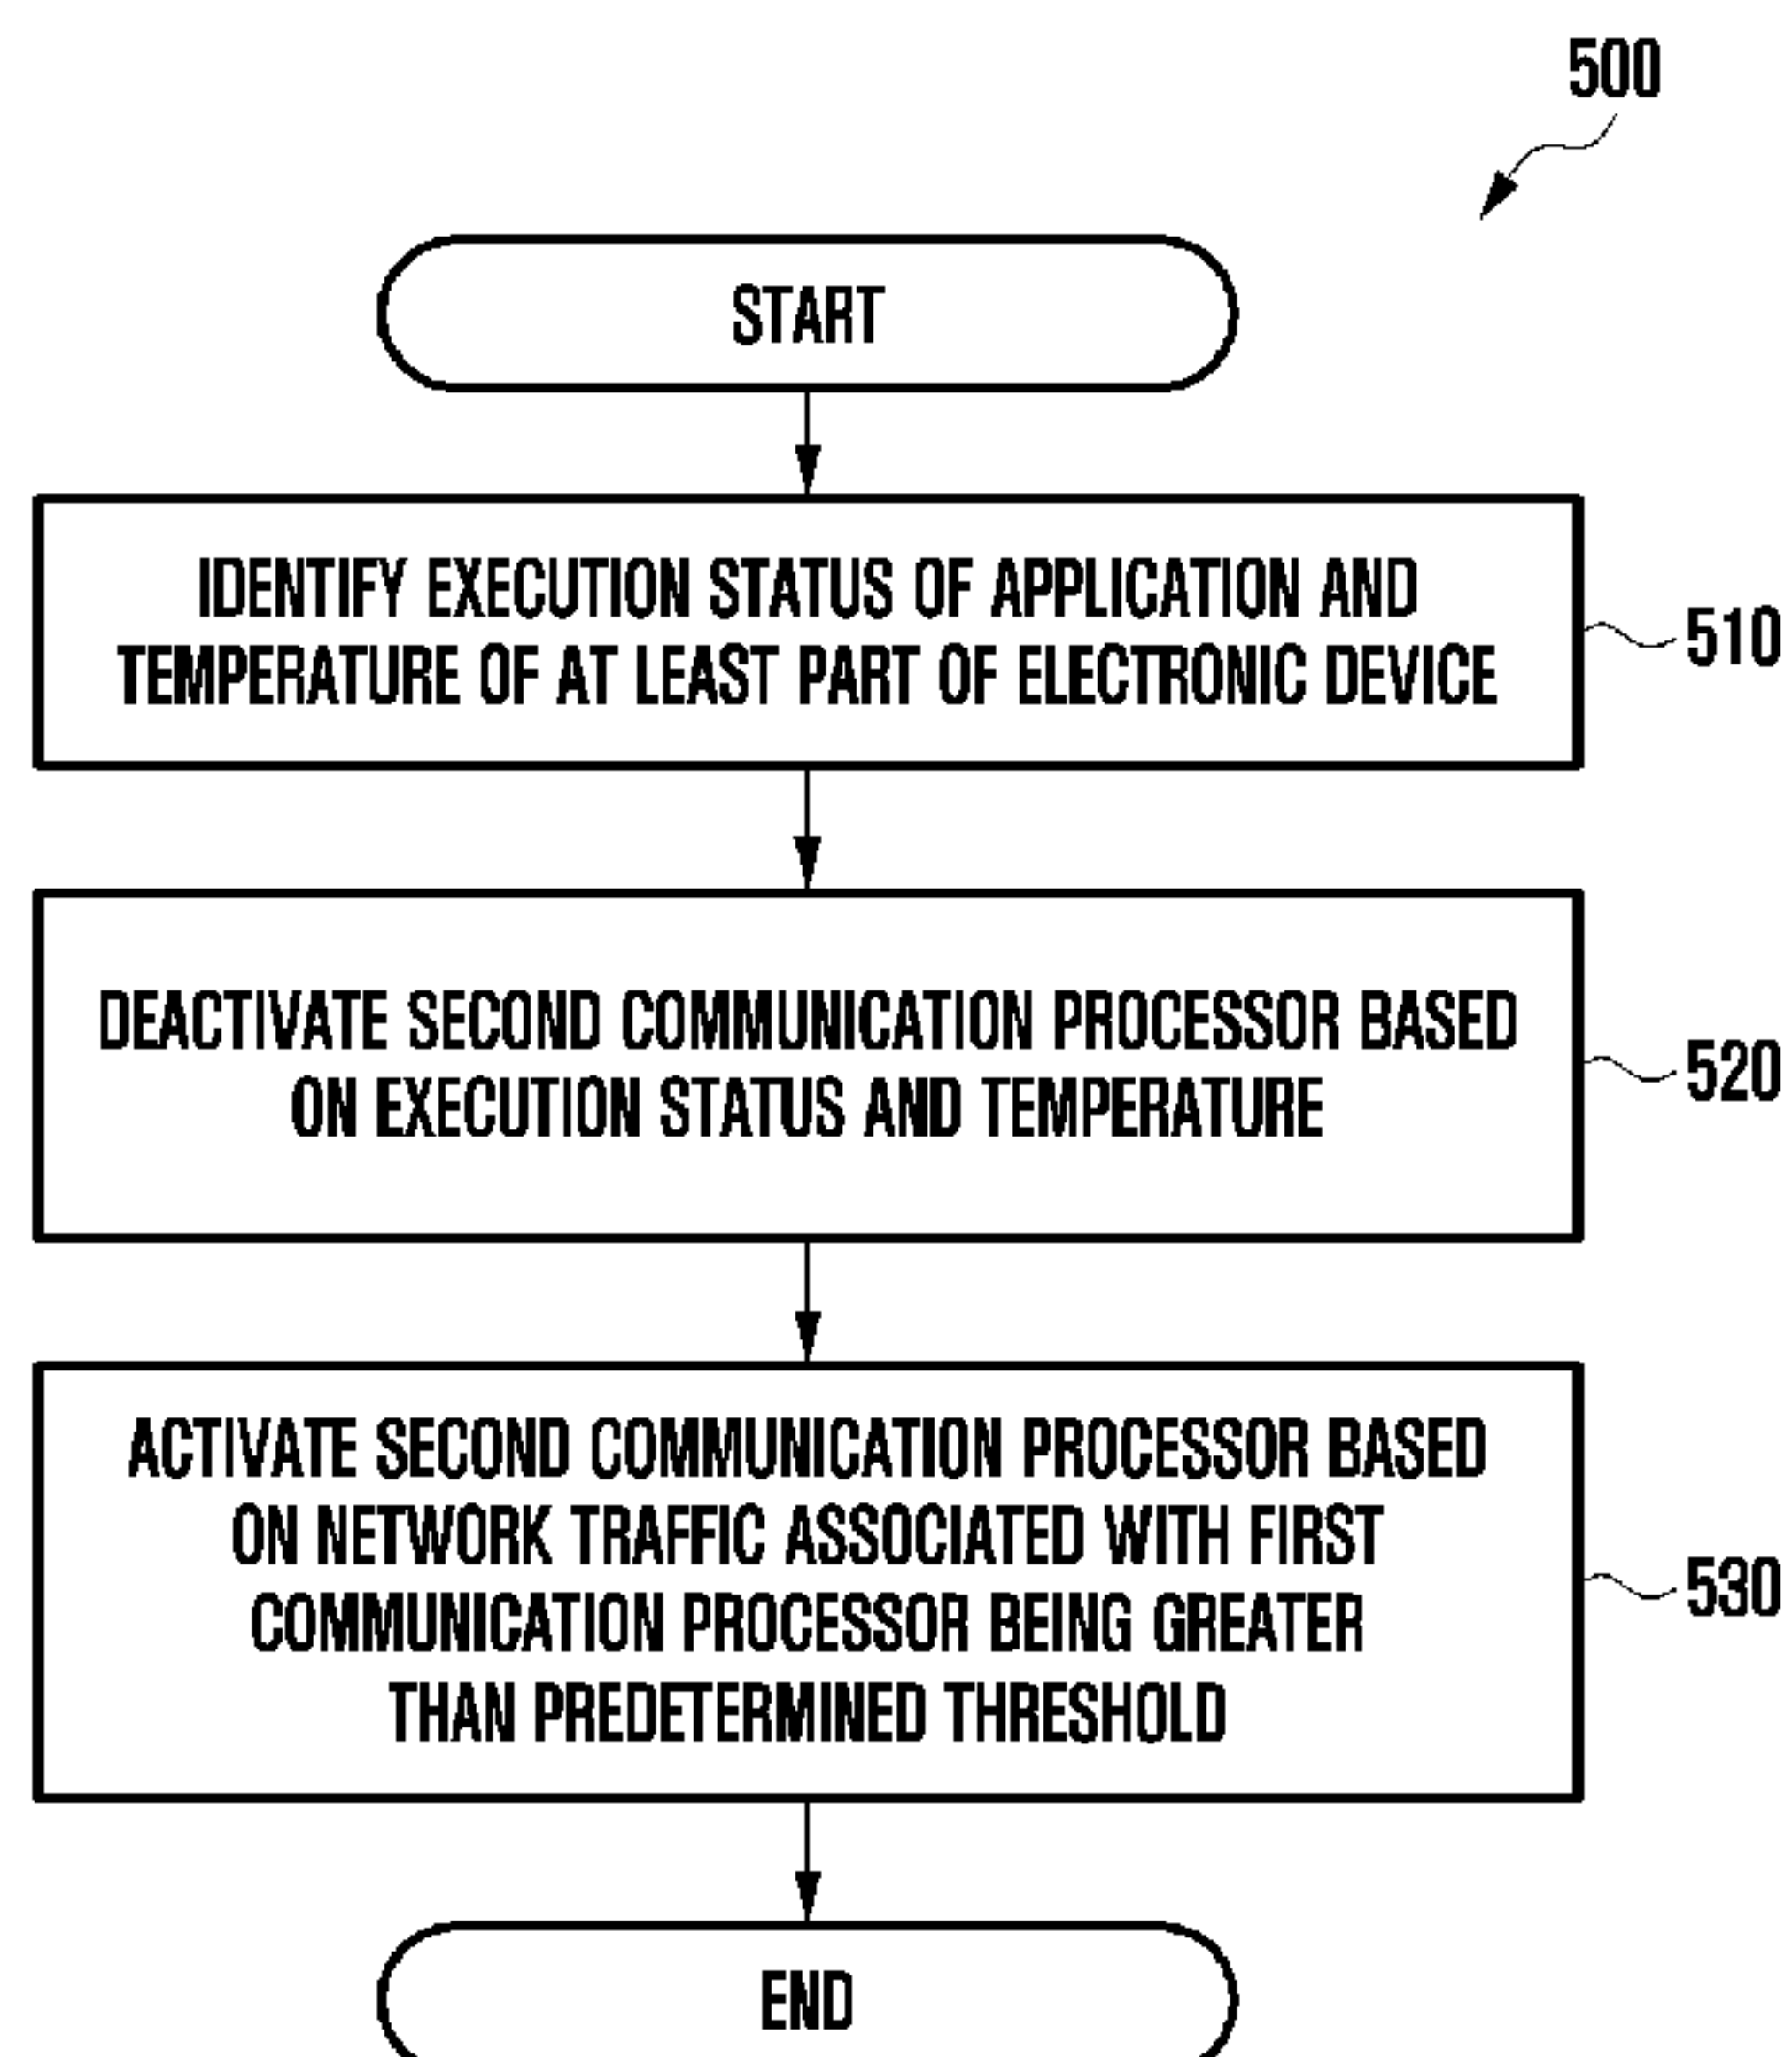 500
START
IDENTIFY EXECUTION STATUS OF APPLICATION AND
TEMPERATURE OF AT LEAST PART OF ELECTRONIC DEVICE
510
DEACTIVATE SECOND COMMUNICATION PROCESSOR BASED
ON EXECUTION STATUS AND TEMPERATURE
520
ACTIVATE SECOND COMMUNICATION PROCESSOR BASED
ON NETWORK TRAFFIC ASSOCIATED WITH FIRST
COMMUNICATION PROCESSOR BEING GREATER
THAN PREDETERMINED THRESHOLD
530
END